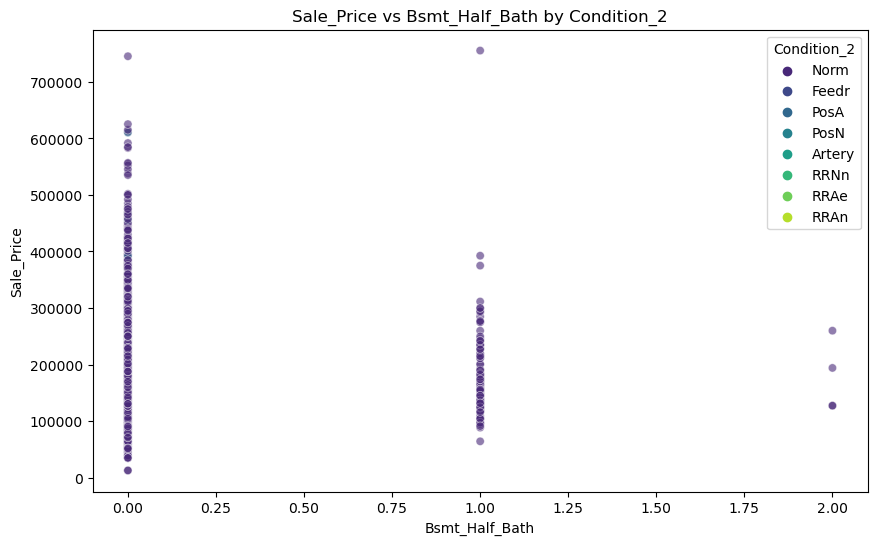 Sale_Price vs Bsmt_Half_Bath by Condition_2
Condition_2
Norm
Feedr
PosA
PosN
Artery
RRNn
RRAe
RRAn
Sale_Price
700000
600000
500000
400000
300000
200000
100000
0
0.00 0.25 0.50 0.75 1.00 1.25 1.50 1.75 2.00
Bsmt_Half_Bath